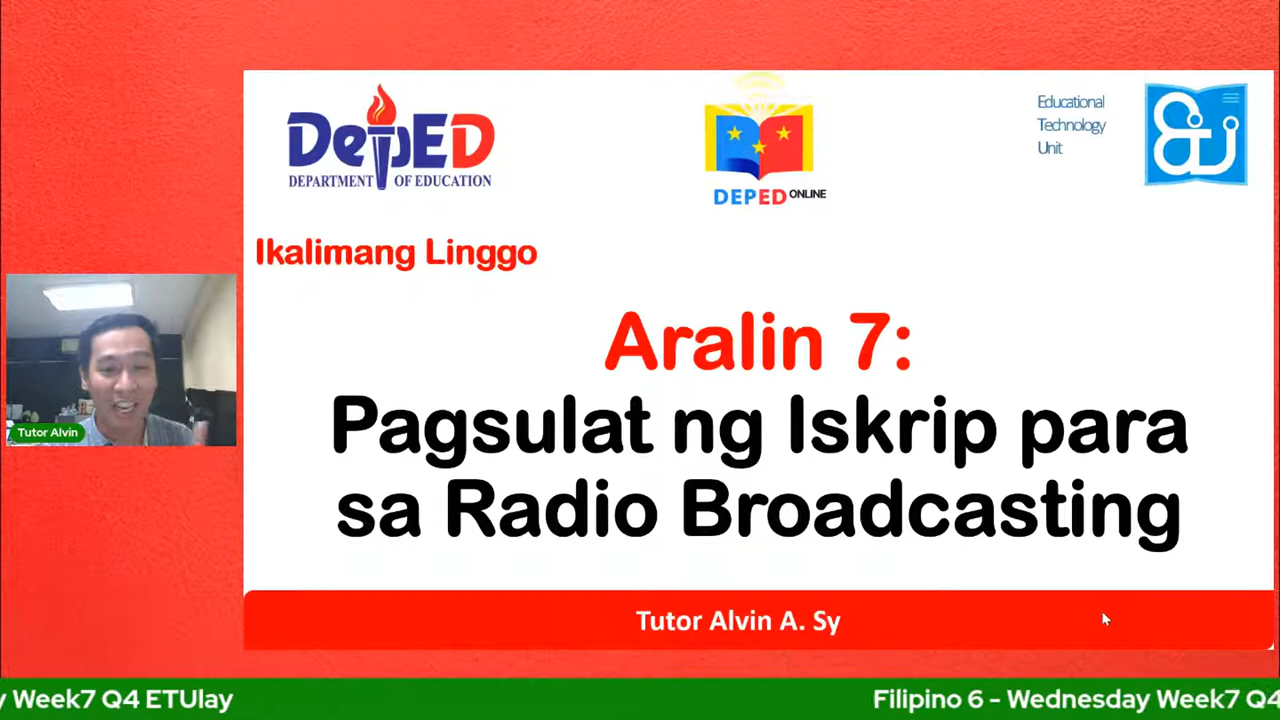 DepED
DEPARTMENT OF EDUCATION
DEPED ONLINE
Educational
Technology
Unit
Ikalimang Linggo
Aralin 7:
Pagsulat ng Iskrip para
sa Radio Broadcasting
Tutor Alvin
Tutor Alvin A. Sy
y Week7 Q4 ETUlay
Filipino 6 - Wednesday Week7 Q4